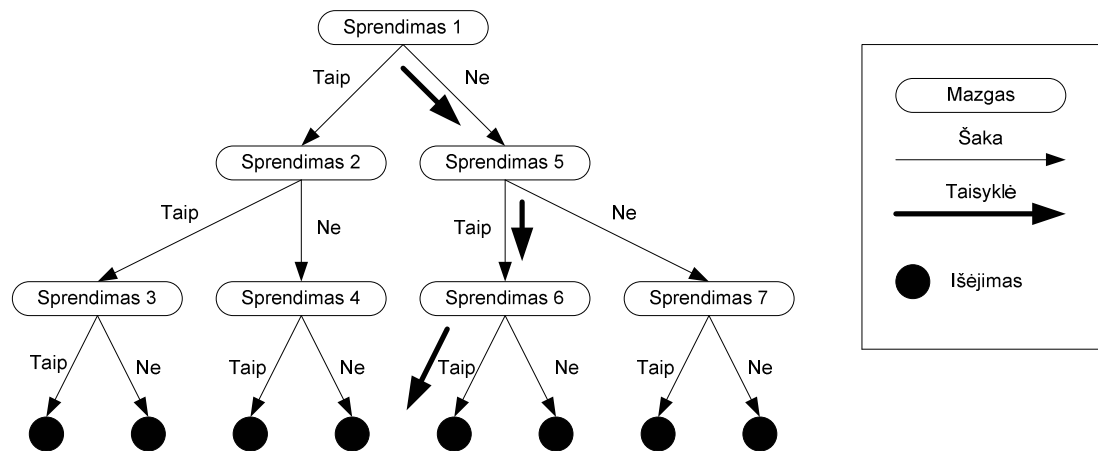 Sprendimas 1
Taip
Ne
Sprendimas 2
Sprendimas 5
Taip
Ne
Taip
Ne
Sprendimas 3
Sprendimas 4
Sprendimas 6
Sprendimas 7
Taip
Ne
Taip
Ne
Taip
Ne
Taip
Ne
Mazgas
Šaka
Taisyklė
Išėjimas